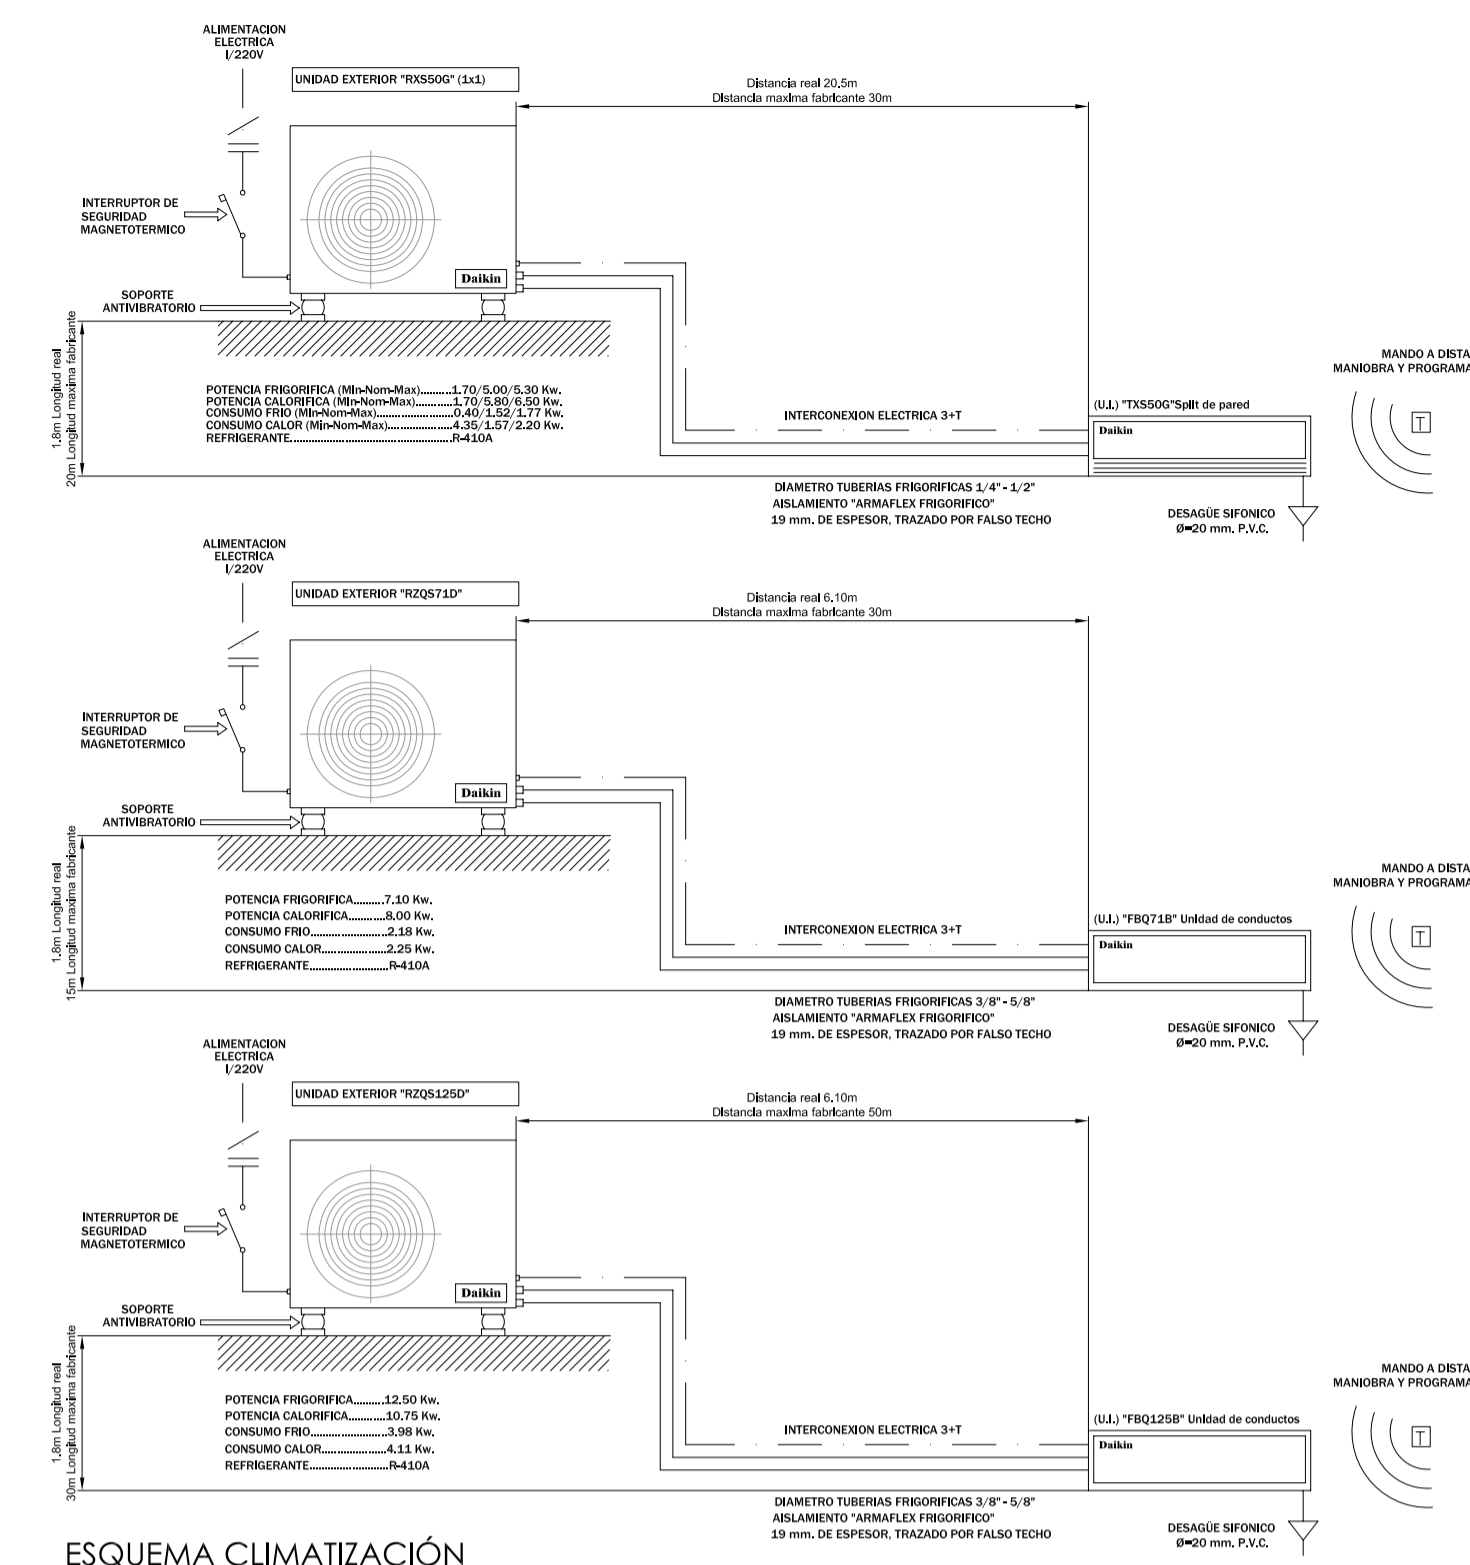 ALIMENTACION
ELECTRICA
I/220V
UNIDAD EXTERIOR "RXS50G" (1x1)
Distancia real 20.5m
Distancia maxima fabricante 30m
INTERRUPTOR DE
SEGURIDAD
MAGNETOTERMICO
Daikin
SOPORTE
ANTIVIBRATORIO
1.8m Longitud real
20m Longitud maxima fabricante
POTENCIA FRIGORIFICA (Min-Nom-Max)........1.70/5.00/5.30 Kw.
POTENCIA CALORIFICA (Min-Nom-Max).........1.70/5.80/6.50 Kw.
CONSUMO FRIO (Min-Nom-Max)...................0.40/1.52/1.77 Kw.
CONSUMO CALOR (Min-Nom-Max)................4.35/1.57/2.20 Kw.
REFRIGERANTE.........................................R-410A
INTERCONEXION ELECTRICA 3+T
(U.I.) "TXS50G"Split de pared
Daikin
MANDO A DISTA
MANIOBRA Y PROGRAMA
T
DIAMETRO TUBERIAS FRIGORIFICAS 1/4" - 1/2"
AISLAMIENTO "ARMAFLEX FRIGORIFICO"
19 mm. DE ESPESOR, TRAZADO POR FALSO TECHO
DESAGÜE SIFONICO
Ø=20 mm. P.V.C.
ALIMENTACION
ELECTRICA
I/220V
UNIDAD EXTERIOR "RZQS71D"
Distancia real 6.10m
Distancia maxima fabricante 30m
INTERRUPTOR DE
SEGURIDAD
MAGNETOTERMICO
Daikin
SOPORTE
ANTIVIBRATORIO
1.8m Longitud real
15m Longitud maxima fabricante
POTENCIA FRIGORIFICA.........7.10 Kw.
POTENCIA CALORIFICA...........8.00 Kw.
CONSUMO FRIO......................2.18 Kw.
CONSUMO CALOR...................2.25 Kw.
REFRIGERANTE.......................R-410A
INTERCONEXION ELECTRICA 3+T
(U.I.) "FBQ71B" Unidad de conductos
Daikin
MANDO A DISTA
MANIOBRA Y PROGRAMA
T
DIAMETRO TUBERIAS FRIGORIFICAS 3/8" - 5/8"
AISLAMIENTO "ARMAFLEX FRIGORIFICO"
19 mm. DE ESPESOR, TRAZADO POR FALSO TECHO
DESAGÜE SIFONICO
Ø=20 mm. P.V.C.
ALIMENTACION
ELECTRICA
I/220V
UNIDAD EXTERIOR "RZQS125D"
Distancia real 6.10m
Distancia maxima fabricante 50m
INTERRUPTOR DE
SEGURIDAD
MAGNETOTERMICO
Daikin
SOPORTE
ANTIVIBRATORIO
1.8m Longitud real
30m Longitud maxima fabricante
POTENCIA FRIGORIFICA.........12.50 Kw.
POTENCIA CALORIFICA...........10.75 Kw.
CONSUMO FRIO......................3.98 Kw.
CONSUMO CALOR...................4.11 Kw.
REFRIGERANTE.......................R-410A
INTERCONEXION ELECTRICA 3+T
(U.I.) "FBQ125B" Unidad de conductos
Daikin
MANDO A DISTA
MANIOBRA Y PROGRAMA
T
DIAMETRO TUBERIAS FRIGORIFICAS 3/8" - 5/8"
AISLAMIENTO "ARMAFLEX FRIGORIFICO"
19 mm. DE ESPESOR, TRAZADO POR FALSO TECHO
DESAGÜE SIFONICO
Ø=20 mm. P.V.C.
ESQUEMA CLIMATIZACIÓN